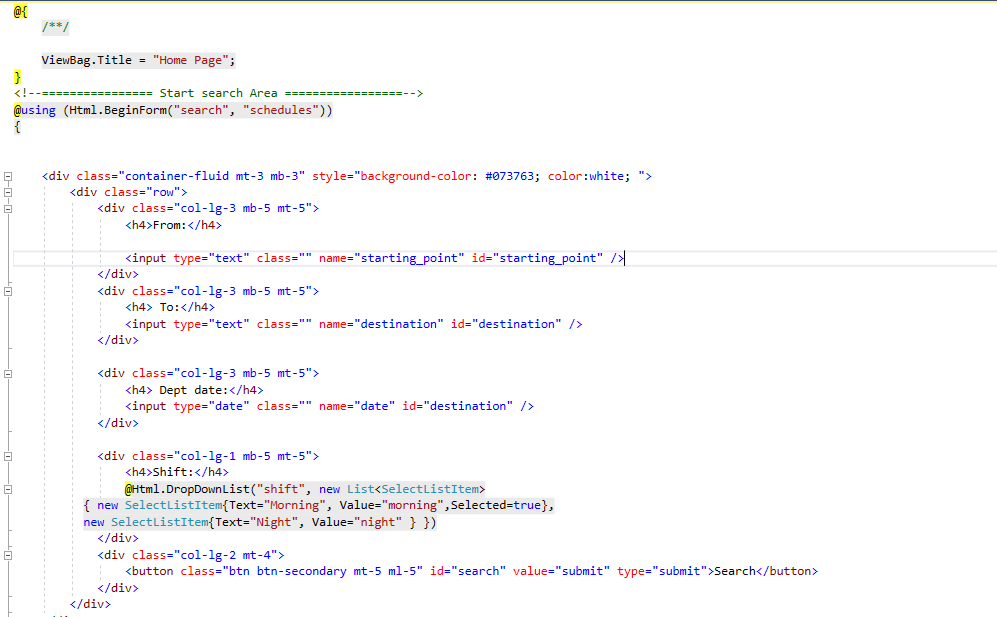 @{
/**/
ViewBag.Title = "Home Page";
}
<!--================ Start search Area =================-->
@using (Html.BeginForm("search", "schedules"))
{
<div class="container-fluid mt-3 mb-3" style="background-color: #073763; color:white; ">
<div class="row">
<div class="col-lg-3 mb-5 mt-5">
<h4>From:</h4>
<input type="text" class="" name="starting_point" id="starting_point" />
</div>
<div class="col-lg-3 mb-5 mt-5">
<h4> To:</h4>
<input type="text" class="" name="destination" id="destination" />
</div>
<div class="col-lg-3 mb-5 mt-5">
<h4> Dept date:</h4>
<input type="date" class="" name="date" id="destination" />
</div>
<div class="col-lg-1 mb-5 mt-5">
<h4>Shift:</h4>
@Html.DropDownList("shift", new List<SelectListItem>
{ new SelectListItem{Text="Morning", Value="morning",Selected=true},
new SelectListItem{Text="Night", Value="night" } })
</div>
<div class="col-lg-2 mt-4">
<button class="btn btn-secondary mt-5 ml-5" id="search" value="submit" type="submit">Search</button>
</div>
</div>